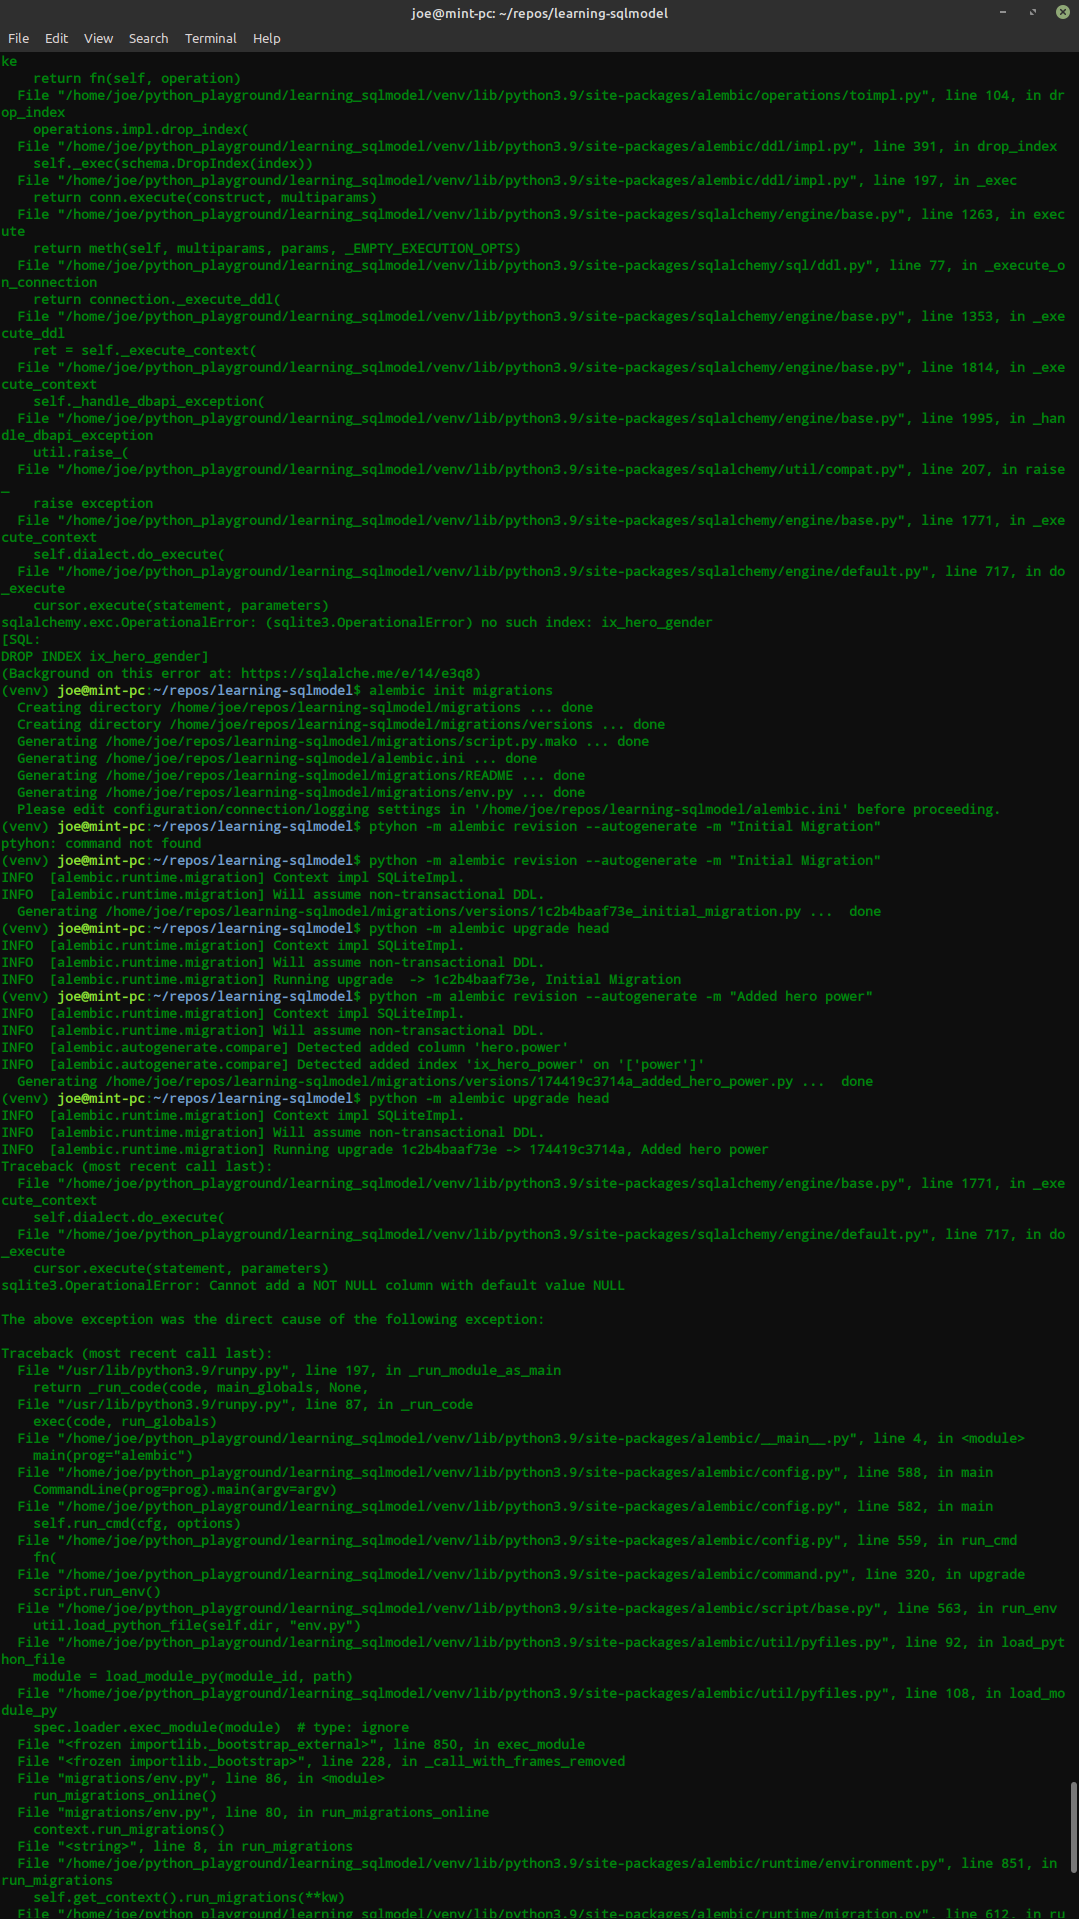 joe@mint-pc: ~/repos/learning-sqlmodel
File Edit View Search Terminal Help
ke
    return fn(self, operation)
  File "/home/joe/python_playground/learning_sqlmodel/venv/lib/python3.9/site-packages/alembic/operations/toimpl.py", line 104, in dr
op_index
    operations.impl.drop_index(
  File "/home/joe/python_playground/learning_sqlmodel/venv/lib/python3.9/site-packages/alembic/ddl/impl.py", line 391, in drop_index
    self._exec(schema.DropIndex(index))
  File "/home/joe/python_playground/learning_sqlmodel/venv/lib/python3.9/site-packages/alembic/ddl/impl.py", line 197, in _exec
    return conn.execute(construct, multiparams)
  File "/home/joe/python_playground/learning_sqlmodel/venv/lib/python3.9/site-packages/sqlalchemy/engine/base.py", line 1263, in exec
ute
    return meth(self, multiparams, params, _EMPTY_EXECUTION_OPTS)
  File "/home/joe/python_playground/learning_sqlmodel/venv/lib/python3.9/site-packages/sqlalchemy/sql/ddl.py", line 77, in _execute_o
n_connection
    return connection._execute_ddl(
  File "/home/joe/python_playground/learning_sqlmodel/venv/lib/python3.9/site-packages/sqlalchemy/engine/base.py", line 1353, in _exe
cute_ddl
    ret = self._execute_context(
  File "/home/joe/python_playground/learning_sqlmodel/venv/lib/python3.9/site-packages/sqlalchemy/engine/base.py", line 1814, in _exe
cute_context
    self._handle_dbapi_exception(
  File "/home/joe/python_playground/learning_sqlmodel/venv/lib/python3.9/site-packages/sqlalchemy/engine/base.py", line 1995, in _han
dle_dbapi_exception
    util.raise_(
  File "/home/joe/python_playground/learning_sqlmodel/venv/lib/python3.9/site-packages/sqlalchemy/util/compat.py", line 207, in raise
_
    raise exception
  File "/home/joe/python_playground/learning_sqlmodel/venv/lib/python3.9/site-packages/sqlalchemy/engine/base.py", line 1771, in _exe
cute_context
    self.dialect.do_execute(
  File "/home/joe/python_playground/learning_sqlmodel/venv/lib/python3.9/site-packages/sqlalchemy/engine/default.py", line 717, in do
_execute
    cursor.execute(statement, parameters)
sqlalchemy.exc.OperationalError: (sqlite3.OperationalError) no such index: ix_hero_gender
[SQL:
DROP INDEX ix_hero_gender]
(Background on this error at: https://sqlalche.me/e/14/e3q8)
(venv) joe@mint-pc:~/repos/learning-sqlmodel$ alembic init migrations
  Creating directory /home/joe/repos/learning-sqlmodel/migrations ... done
  Creating directory /home/joe/repos/learning-sqlmodel/migrations/versions ... done
  Generating /home/joe/repos/learning-sqlmodel/migrations/script.py.mako ... done
  Generating /home/joe/repos/learning-sqlmodel/alembic.ini ... done
  Generating /home/joe/repos/learning-sqlmodel/migrations/README ... done
  Generating /home/joe/repos/learning-sqlmodel/migrations/env.py ... done
  Please edit configuration/connection/logging settings in '/home/joe/repos/learning-sqlmodel/alembic.ini' before proceeding.
(venv) joe@mint-pc:~/repos/learning-sqlmodel$ ptyhon -m alembic revision --autogenerate -m "Initial Migration"
ptyhon: command not found
(venv) joe@mint-pc:~/repos/learning-sqlmodel$ python -m alembic revision --autogenerate -m "Initial Migration"
INFO  [alembic.runtime.migration] Context impl SQLiteImpl.
INFO  [alembic.runtime.migration] Will assume non-transactional DDL.
  Generating /home/joe/repos/learning-sqlmodel/migrations/versions/1c2b4baaf73e_initial_migration.py ...  done
(venv) joe@mint-pc:~/repos/learning-sqlmodel$ python -m alembic upgrade head
INFO  [alembic.runtime.migration] Context impl SQLiteImpl.
INFO  [alembic.runtime.migration] Will assume non-transactional DDL.
INFO  [alembic.runtime.migration] Running upgrade  -> 1c2b4baaf73e, Initial Migration
(venv) joe@mint-pc:~/repos/learning-sqlmodel$ python -m alembic revision --autogenerate -m "Added hero power"
INFO  [alembic.runtime.migration] Context impl SQLiteImpl.
INFO  [alembic.runtime.migration] Will assume non-transactional DDL.
INFO  [alembic.autogenerate.compare] Detected added column 'hero.power'
INFO  [alembic.autogenerate.compare] Detected added index 'ix_hero_power' on '['power']'
  Generating /home/joe/repos/learning-sqlmodel/migrations/versions/174419c3714a_added_hero_power.py ...  done
(venv) joe@mint-pc:~/repos/learning-sqlmodel$ python -m alembic upgrade head
INFO  [alembic.runtime.migration] Context impl SQLiteImpl.
INFO  [alembic.runtime.migration] Will assume non-transactional DDL.
INFO  [alembic.runtime.migration] Running upgrade 1c2b4baaf73e -> 174419c3714a, Added hero power
Traceback (most recent call last):
  File "/home/joe/python_playground/learning_sqlmodel/venv/lib/python3.9/site-packages/sqlalchemy/engine/base.py", line 1771, in _exe
cute_context
    self.dialect.do_execute(
  File "/home/joe/python_playground/learning_sqlmodel/venv/lib/python3.9/site-packages/sqlalchemy/engine/default.py", line 717, in do
_execute
    cursor.execute(statement, parameters)
sqlite3.OperationalError: Cannot add a NOT NULL column with default value NULL
The above exception was the direct cause of the following exception:
Traceback (most recent call last):
  File "/usr/lib/python3.9/runpy.py", line 197, in _run_module_as_main
    return _run_code(code, main_globals, None,
  File "/usr/lib/python3.9/runpy.py", line 87, in _run_code
    exec(code, run_globals)
  File "/home/joe/python_playground/learning_sqlmodel/venv/lib/python3.9/site-packages/alembic/__main__.py", line 4, in <module>
    main(prog="alembic")
  File "/home/joe/python_playground/learning_sqlmodel/venv/lib/python3.9/site-packages/alembic/config.py", line 588, in main
    CommandLine(prog=prog).main(argv=argv)
  File "/home/joe/python_playground/learning_sqlmodel/venv/lib/python3.9/site-packages/alembic/config.py", line 582, in main
    self.run_cmd(cfg, options)
  File "/home/joe/python_playground/learning_sqlmodel/venv/lib/python3.9/site-packages/alembic/config.py", line 559, in run_cmd
    fn(
  File "/home/joe/python_playground/learning_sqlmodel/venv/lib/python3.9/site-packages/alembic/command.py", line 320, in upgrade
    script.run_env()
  File "/home/joe/python_playground/learning_sqlmodel/venv/lib/python3.9/site-packages/alembic/script/base.py", line 563, in run_env
    util.load_python_file(self.dir, "env.py")
  File "/home/joe/python_playground/learning_sqlmodel/venv/lib/python3.9/site-packages/alembic/util/pyfiles.py", line 92, in load_pyt
hon_file
    module = load_module_py(module_id, path)
  File "/home/joe/python_playground/learning_sqlmodel/venv/lib/python3.9/site-packages/alembic/util/pyfiles.py", line 108, in load_mo
dule_py
    spec.loader.exec_module(module)  # type: ignore
  File "<frozen importlib._bootstrap_external>", line 850, in exec_module
  File "<frozen importlib._bootstrap>", line 228, in _call_with_frames_removed
  File "migrations/env.py", line 86, in <module>
    run_migrations_online()
  File "migrations/env.py", line 80, in run_migrations_online
    context.run_migrations()
  File "<string>", line 8, in run_migrations
  File "/home/joe/python_playground/learning_sqlmodel/venv/lib/python3.9/site-packages/alembic/runtime/environment.py", line 851, in
run_migrations
    self.get_context().run_migrations(**kw)
  File "/home/joe/python_playground/learning_sqlmodel/venv/lib/python3.9/site-packages/alembic/runtime/migration.py", line 612, in ru